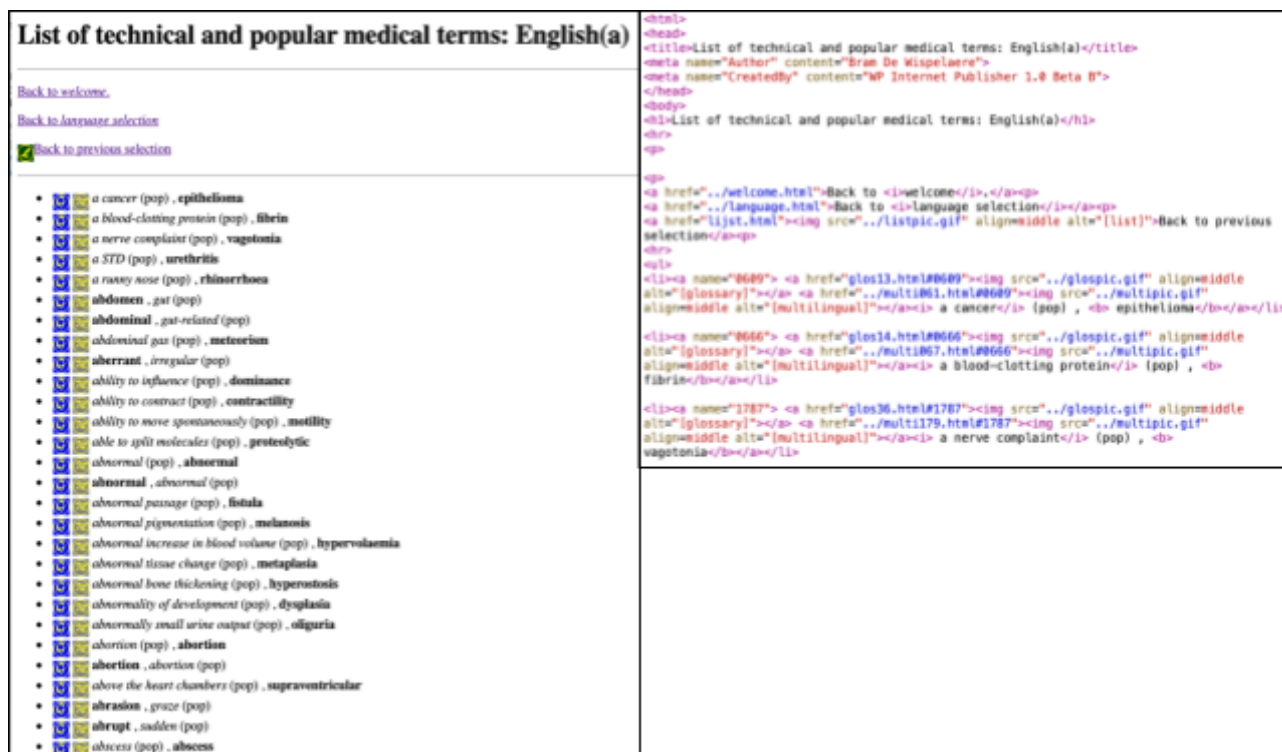 List of technical and popular medical terms: English(a)
Back to welcome.
Back to language selection
Back to previous selection
a cancer (pop) , epithelioma
a blood-clotting protein (pop) , fibrin
a nerve complaint (pop) , vagotonia
a STD (pop) , urethritis
a runny nose (pop) , rhinorrhoea
abdomen , gut (pop)
abdominal , gut-related (pop)
abdominal gas (pop) , meteorism
aberrant , irregular (pop)
ability to influence (pop) , dominance
ability to contract (pop) , contractility
ability to move spontaneously (pop) , motility
able to split molecules (pop) , proteolytic
abnormal (pop) , abnormal
abnormal , abnormal (pop)
abnormal passage (pop) , fistula
abnormal pigmentation (pop) , melanosis
abnormal increase in blood volume (pop) , hypervolaemia
abnormal tissue change (pop) , metaplasia
abnormal bone thickening (pop) , hyperostosis
abnormality of development (pop) , dysplasia
abnormally small urine output (pop) , oliguria
abortion (pop) , abortion
abortion , abortion (pop)
above the heart chambers (pop) , supraventricular
abrasion , graze (pop)
abrupt , sudden (pop)
abscess (pop) , abscess
<html>
<head>
<title>List of technical and popular medical terms: English(a)</title>
<meta name="Author" content="Bram De Wispelaere">
<meta name="CreatedBy" content="WP Internet Publisher 1.0 Beta B">
</head>
<body>
<h1>List of technical and popular medical terms: English(a)</h1>
<hr>
<p>
<p>
<a href="../welcome.html">Back to <i>welcome</i>.</a><p>
<a href="../language.html">Back to <i>language selection</i></a><p>
<a href="lijst.html"><img src="../listpic.gif" align=middle alt="[list]">Back to previous
selection</a><p>
<hr>
<ul>
<li><a name="0609"> <a href="glos13.html#0609"><img src="../glospic.gif" align=middle
alt="[glossary]"></a> <a href="../multi061.html#0609"><img src="../multipic.gif"
align=middle alt="[multilingual]"></a><i> a cancer</i> (pop) , <b> epithelioma</b></a></li>
<li><a name="0666"> <a href="glos14.html#0666"><img src="../glospic.gif" align=middle
alt="[glossary]"></a> <a href="../multi067.html#0666"><img src="../multipic.gif"
align=middle alt="[multilingual]"></a><i> a blood-clotting protein</i> (pop) , <b>
fibrin</b></a></li>
<li><a name="1787"> <a href="glos36.html#1787"><img src="../glospic.gif" align=middle
alt="[glossary]"></a> <a href="../multi179.html#1787"><img src="../multipic.gif"
align=middle alt="[multilingual]"></a><i> a nerve complaint</i> (pop) , <b>
vagotonia</b></a></li>